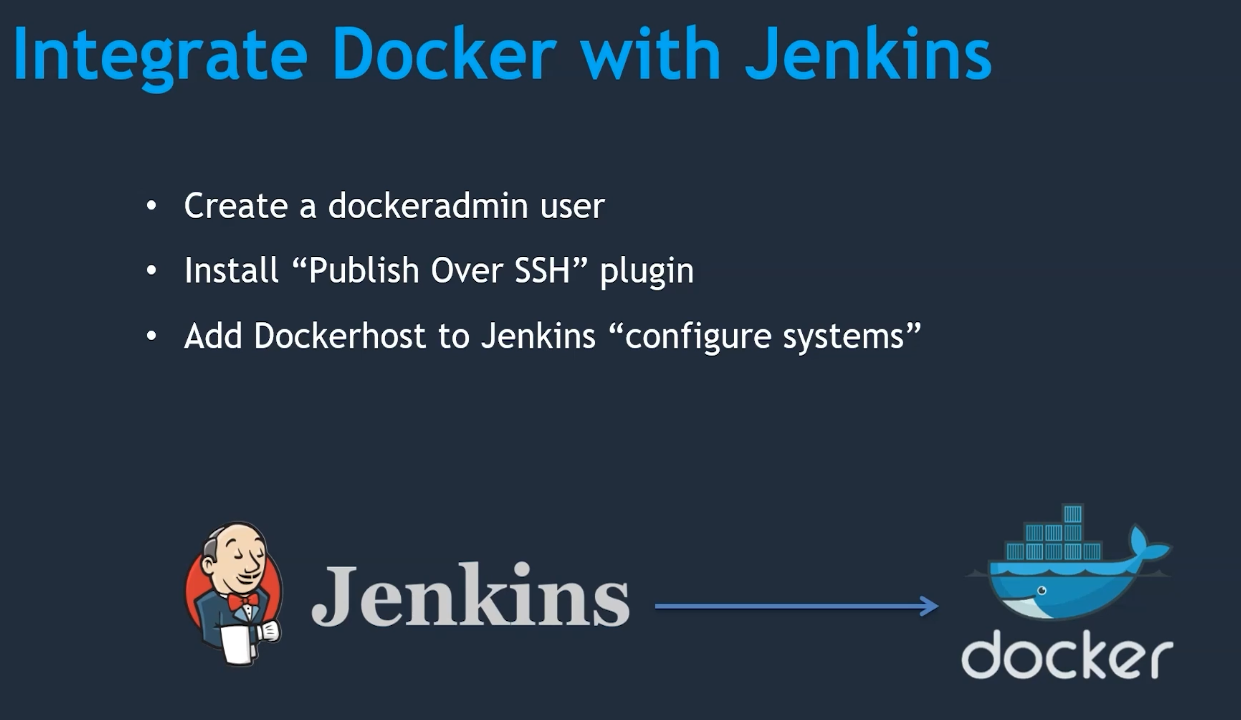 Integrate Docker with Jenkins
• Create a dockeradmin user
• Install “Publish Over SSH” plugin
• Add Dockerhost to Jenkins “configure systems”
Jenkins
docker